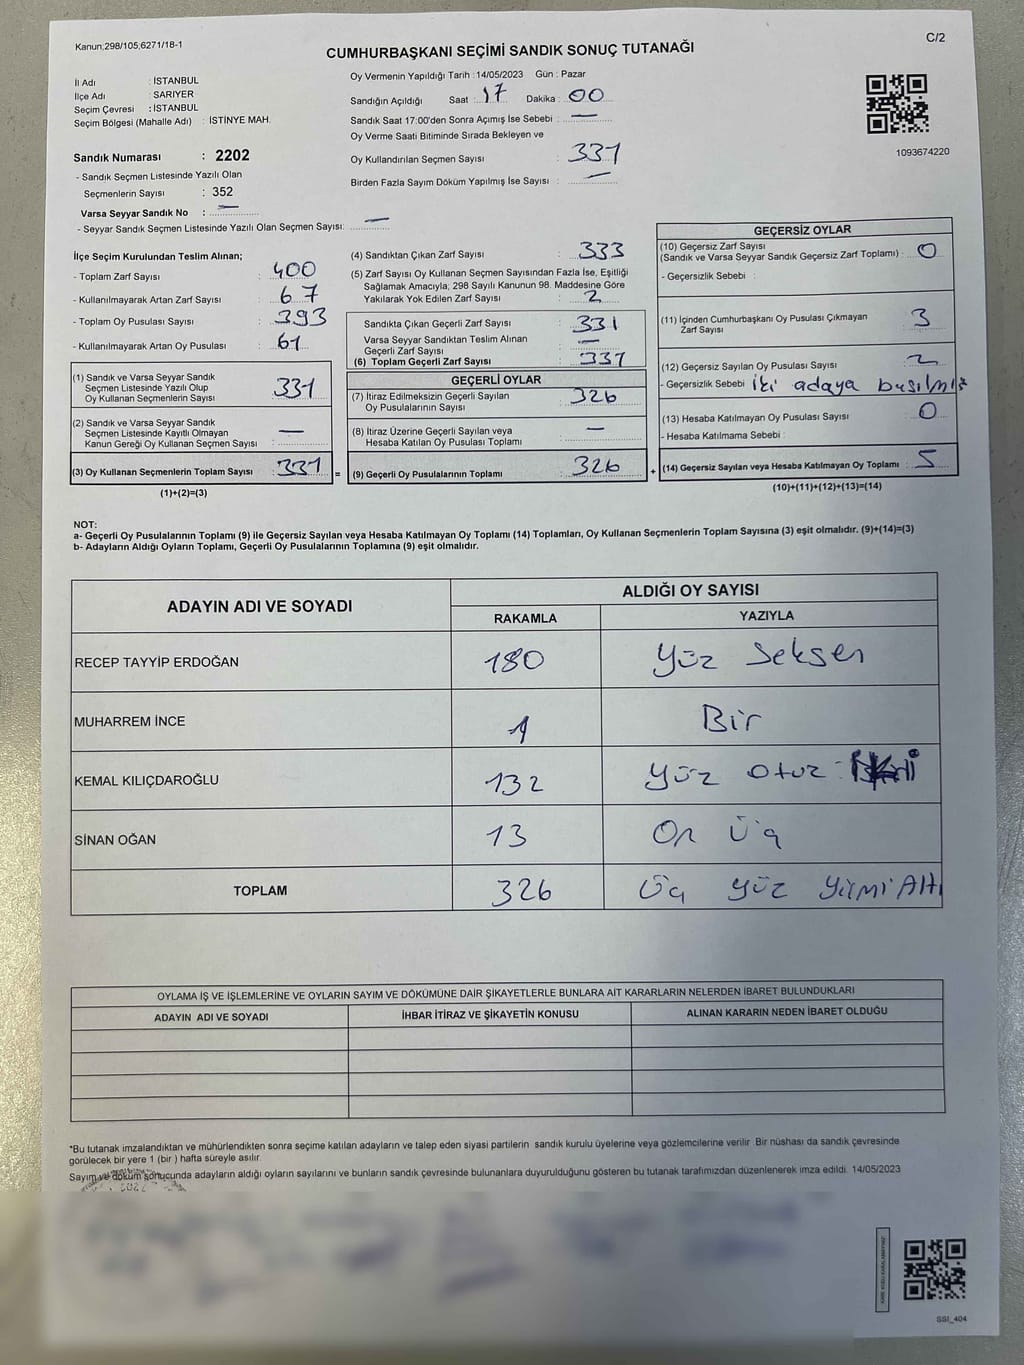 Kanun;298/105;6271/18-1
C/2
CUMHURBAŞKANI SEÇİMİ SANDIK SONUÇ TUTANAĞI
İl Adı : İSTANBUL
İlçe Adı : SARIYER
Seçim Çevresi : İSTANBUL
Seçim Bölgesi (Mahalle Adı) : İSTİNYE MAH.
Sandık Numarası : 2202
- Sandık Seçmen Listesinde Yazılı Olan
Seçmenlerin Sayısı : 352
Varsa Seyyar Sandık No : —
- Seyyar Sandık Seçmen Listesinde Yazılı Olan Seçmen Sayısı: —
Oy Vermenin Yapıldığı Tarih : 14/05/2023 Gün : Pazar
Sandığın Açıldığı Saat : 17 Dakika : 00
Sandık Saat 17:00'den Sonra Açımış İse Sebebi : —
Oy Verme Saati Bitiminde Sırada Bekleyen ve
Oy Kullandırılan Seçmen Sayısı : 331
Birden Fazla Sayım Döküm Yapılmış İse Sayısı : —
1093674220
İlçe Seçim Kurulundan Teslim Alınan;
- Toplam Zarf Sayısı : 400
- Kullanılmayarak Artan Zarf Sayısı : 67
- Toplam Oy Pusulası Sayısı : 393
- Kullanılmayarak Artan Oy Pusulası : 61
(1) Sandık ve Varsa Seyyar Sandık
Seçmen Listesinde Yazılı Olup
Oy Kullanan Seçmenlerin Sayısı : 331
(2) Sandık ve Varsa Seyyar Sandık
Seçmen Listesinde Kayıtlı Olmayan
Kanun Gereği Oy Kullanan Seçmen Sayısı : —
(3) Oy Kullanan Seçmenlerin Toplam Sayısı : 331
(1)+(2)=(3)
=
(4) Sandıktan Çıkan Zarf Sayısı : 333
(5) Zarf Sayısı Oy Kullanan Seçmen Sayısından Fazla İse, Eşitliği
Sağlamak Amacıyla, 298 Sayılı Kanunun 98. Maddesine Göre
Yakılarak Yok Edilen Zarf Sayısı : 2
Sandıkta Çıkan Geçerli Zarf Sayısı : 331
Varsa Seyyar Sandıktan Teslim Alınan
Geçerli Zarf Sayısı : —
(6) Toplam Geçerli Zarf Sayısı : 331
GEÇERLİ OYLAR
(7) İtiraz Edilmeksizin Geçerli Sayılan
Oy Pusulalarının Sayısı : 326
(8) İtiraz Üzerine Geçerli Sayılan veya
Hesaba Katılan Oy Pusulası Toplamı : —
(9) Geçerli Oy Pusulalarının Toplamı : 326
+
GEÇERSİZ OYLAR
(10) Geçersiz Zarf Sayısı
(Sandık ve Varsa Seyyar Sandık Geçersiz Zarf Toplamı) : 0
- Geçersizlik Sebebi :
(11) İçinden Cumhurbaşkanı Oy Pusulası Çıkmayan
Zarf Sayısı : 3
(12) Geçersiz Sayılan Oy Pusulası Sayısı : 2
- Geçersizlik Sebebi : iki adaya basılmış
(13) Hesaba Katılmayan Oy Pusulası Sayısı : 0
- Hesaba Katılmama Sebebi :
(14) Geçersiz Sayılan veya Hesaba Katılmayan Oy Toplamı : 5
(10)+(11)+(12)+(13)=(14)
NOT:
a- Geçerli Oy Pusulalarının Toplamı (9) ile Geçersiz Sayılan veya Hesaba Katılmayan Oy Toplamı (14) Toplamları, Oy Kullanan Seçmenlerin Toplam Sayısına (3) eşit olmalıdır. (9)+(14)=(3)
b- Adayların Aldığı Oyların Toplamı, Geçerli Oy Pusulalarının Toplamına (9) eşit olmalıdır.
ADAYIN ADI VE SOYADI
ALDIĞI OY SAYISI
RAKAMLA YAZIYLA
RECEP TAYYİP ERDOĞAN 180 Yüz Seksen
MUHARREM İNCE 1 Bir
KEMAL KILIÇDAROĞLU 132 Yüz Otuz
SİNAN OĞAN 13 On Üç
TOPLAM 326 Üç yüz Yirmi Altı
OYLAMA İŞ VE İŞLEMLERİNE VE OYLARIN SAYIM VE DÖKÜMÜNE DAİR ŞİKAYETLERLE BUNLARA AİT KARARLARIN NELERDEN İBARET BULUNDUKLARI
ADAYIN ADI VE SOYADI İHBAR İTİRAZ VE ŞİKAYETİN KONUSU ALINAN KARARIN NEDEN İBARET OLDUĞU
*Bu tutanak imzalandıktan ve mühürlendikten sonra seçime katılan adayların ve talep eden siyasi partilerin sandık kurulu üyelerine veya gözlemcilerine verilir Bir nüshası da sandık çevresinde
görülecek bir yere 1 (bir ) hafta süreyle asılır.
Sayım ve döküm sonucunda adayların aldığı oyların sayılarını ve bunların sandık çevresinde bulunanlara duyurulduğunu gösteren bu tutanak tarafımızdan düzenlenerek imza edildi. 14/05/2023
SSI_404